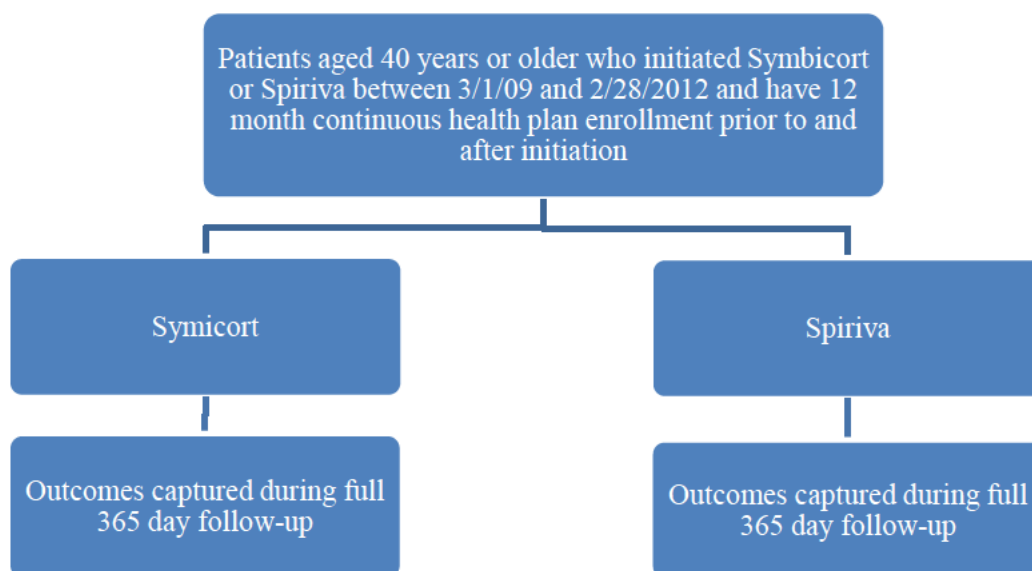 Patients aged 40 years or older who initiated Symbicort
or Spiriva between 3/1/09 and 2/28/2012 and have 12
month continuous health plan enrollment prior to and
after initiation
Symicort
Spiriva
Outcomes captured during full
365 day follow-up
Outcomes captured during full
365 day follow-up